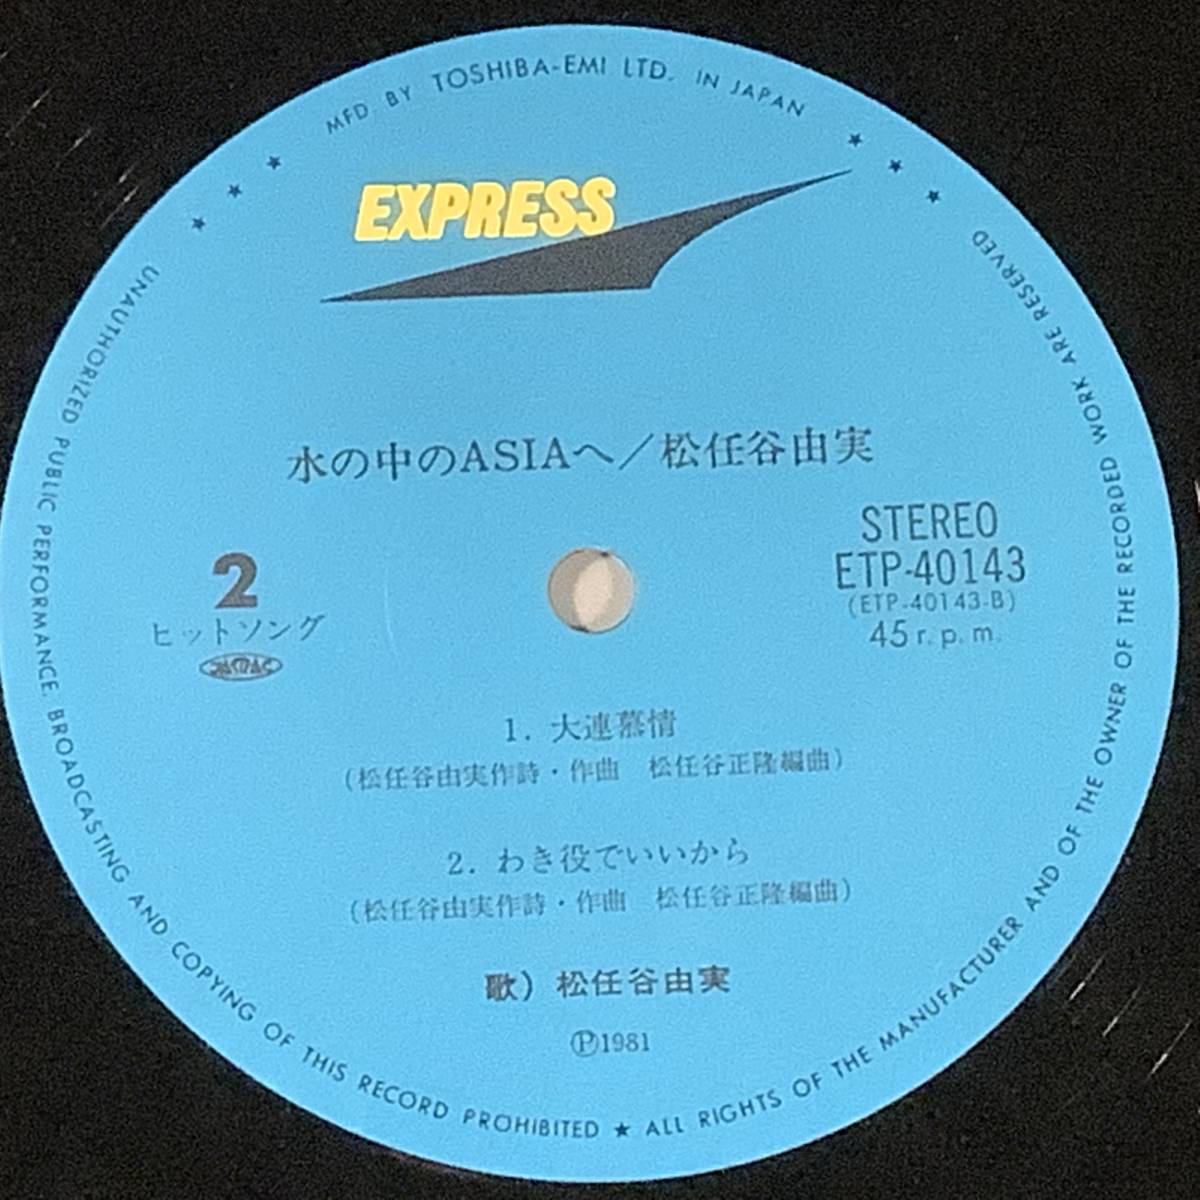 MFD BY TOSHIBA-EMI LTD. IN JAPAN
EXPRESS
水の中のASIAへ／松任谷由実
STEREO
ETP-40143
(ETP-40143-B)
45 r.p.m.
2
ヒットソング
JASRAC
1. 大連慕情
(松任谷由実作詩・作曲　松任谷正隆編曲)
2. わき役でいいから
(松任谷由実作詩・作曲　松任谷正隆編曲)
歌) 松任谷由実
Ⓟ1981
UNAUTHORIZED PUBLIC PERFORMANCE. BROADCASTING AND COPYING OF THIS RECORD PROHIBITED ★ ALL RIGHTS OF THE MANUFACTURER AND OF THE OWNER OF THE RECORDED WORK ARE RESERVED